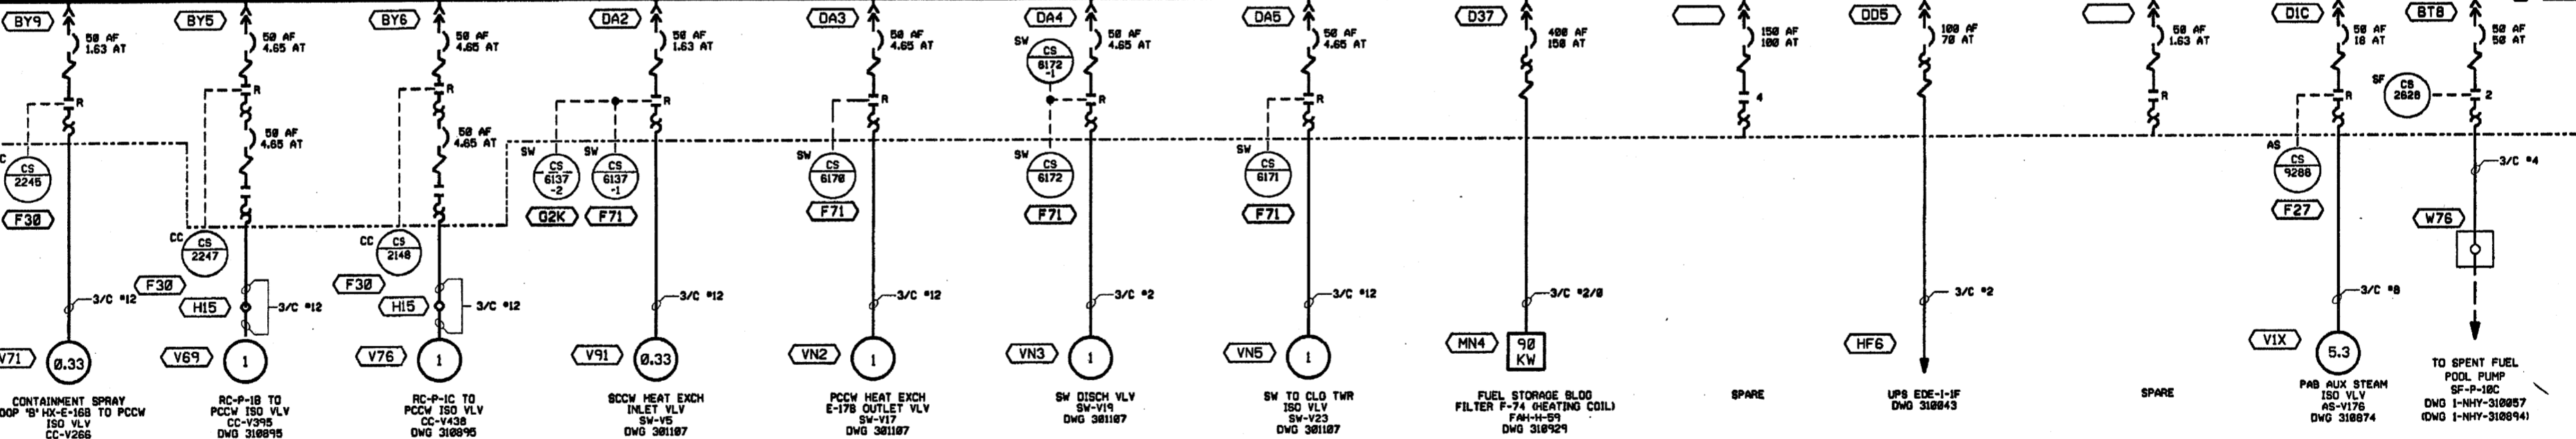 BY9
50 AF
1.63 AT
R
CS
2245
F30
3/C #12
V71
0.33
CONTAINMENT SPRAY
OOP 'B' HX-E-16B TO PCCW
ISO VLV
CC-V266
BY5
50 AF
4.65 AT
R
50 AF
4.65 AT
CC
CS
2247
F30
H15
3/C #12
V69
1
RC-P-1B TO
PCCW ISO VLV
CC-V395
DWG 310895
BY6
50 AF
4.65 AT
R
50 AF
4.65 AT
CC
CS
2148
F30
H15
3/C #12
V76
1
RC-P-1C TO
PCCW ISO VLV
CC-V438
DWG 310895
DA2
50 AF
1.63 AT
R
SW
CS
6137
-2
G2K
SW
CS
6137
-1
F71
3/C #12
V91
0.33
SCCW HEAT EXCH
INLET VLV
SW-V5
DWG 301107
DA3
50 AF
4.65 AT
R
SW
CS
6170
F71
3/C #12
VN2
1
PCCW HEAT EXCH
E-17B OUTLET VLV
SW-V17
DWG 301107
DA4
SW
CS
6172
-1
50 AF
4.65 AT
R
SW
CS
6172
F71
3/C #2
VN3
1
SW DISCH VLV
SW-V19
DWG 301107
DA5
50 AF
4.65 AT
R
SW
CS
6171
F71
3/C #12
VN5
1
SW TO CLG TWR
ISO VLV
SW-V23
DWG 301107
D37
400 AF
150 AT
3/C #2/0
MN4
90
KW
FUEL STORAGE BLDG
FILTER F-74 (HEATING COIL)
FAH-H-59
DWG 310929
150 AF
100 AT
4
SPARE
DD5
100 AF
70 AT
3/C #2
HF6
UPS EDE-I-1F
DWG 310043
50 AF
1.63 AT
R
SPARE
D1C
50 AF
18 AT
R
AS
CS
9288
F27
3/C #8
V1X
5.3
PAB AUX STEAM
ISO VLV
AS-V176
DWG 310874
BT8
50 AF
50 AT
SF
CS
2628
2
3/C #4
W76
TO SPENT FUEL
POOL PUMP
SF-P-10C
DWG 1-NHY-310057
(DWG 1-NHY-310894)